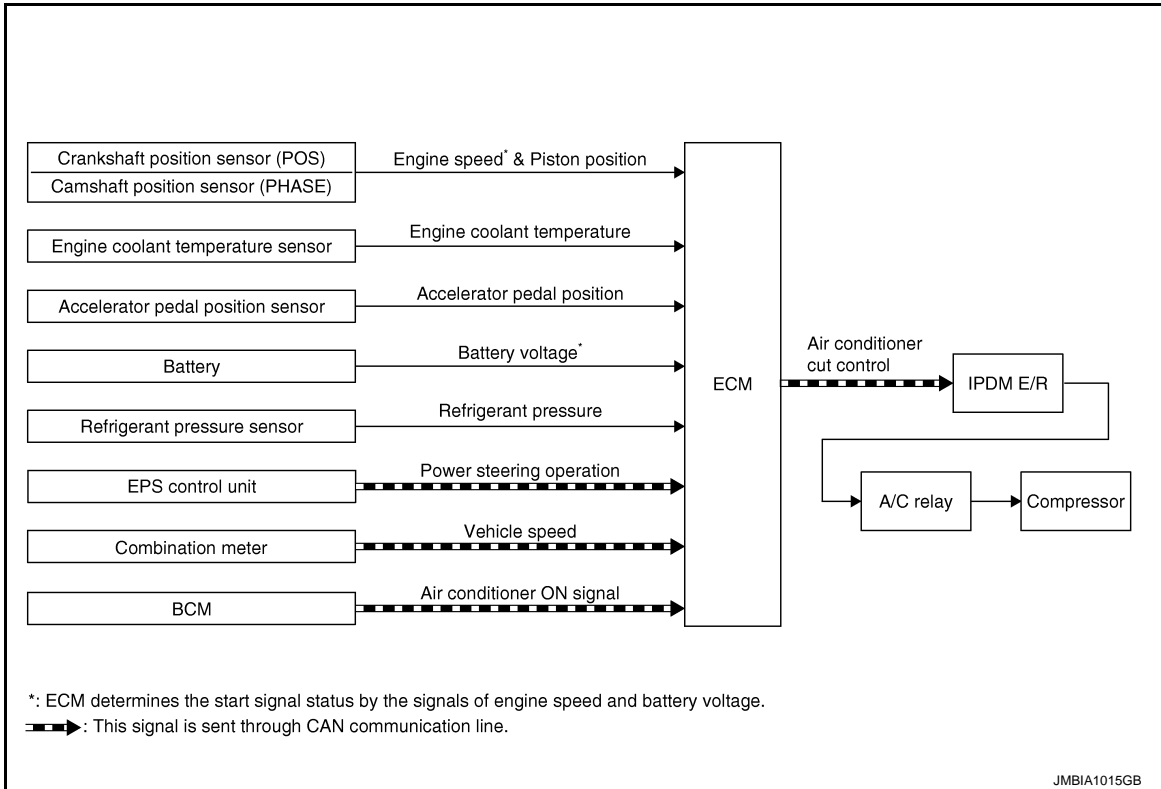 Crankshaft position sensor (POS)
Camshaft position sensor (PHASE)
Engine speed* & Piston position
Engine coolant temperature sensor
Engine coolant temperature
Accelerator pedal position sensor
Accelerator pedal position
Battery
Battery voltage*
Refrigerant pressure sensor
Refrigerant pressure
EPS control unit
Power steering operation
Combination meter
Vehicle speed
BCM
Air conditioner ON signal
ECM
Air conditioner
cut control
IPDM E/R
A/C relay
Compressor
*: ECM determines the start signal status by the signals of engine speed and battery voltage.
: This signal is sent through CAN communication line.
JMBIA1015GB